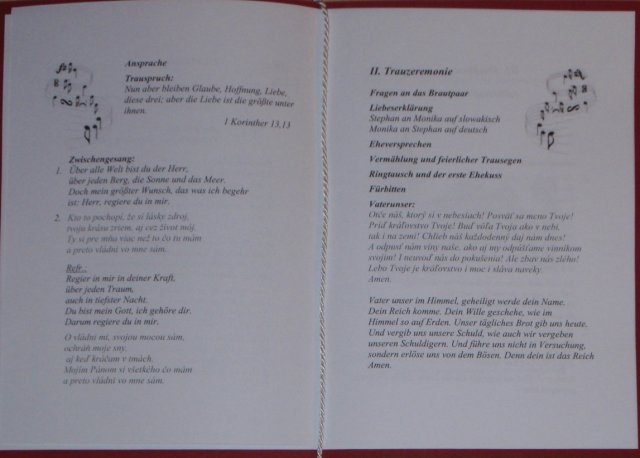 Ansprache
Trauspruch:
Nun aber bleiben Glaube, Hoffnung, Liebe,
diese drei; aber die Liebe ist die größte unter
ihnen.
1 Korinther 13,13
Zwischengesang:
1. Über alle Welt bist du der Herr,
über jeden Berg, die Sonne und das Meer.
Doch mein größter Wunsch, das was ich begehr
ist: Herr, regiere du in mir.
2. Kto to pochopí, že si lásky zdroj,
tvoju krásu zriem, aj cez život môj.
Ty si pre mňa viac než to čo tu mám
a preto vládni vo mne sám.
Refr.:
Regier in mir in deiner Kraft,
über jeden Traum,
auch in tiefster Nacht.
Du bist mein Gott, ich gehöre dir.
Darum regiere du in mir.
O vládni mi, svojou mocou sám,
ochráň moje sny,
aj keď kráčam v tmách.
Mojim Pánom si všetkého čo mám
a preto vládni vo mne sám.
II. Trauzeremonie
Fragen an das Brautpaar
Liebeserklärung
Stephan an Monika auf slowakisch
Monika an Stephan auf deutsch
Eheversprechen
Vermählung und feierlicher Trausegen
Ringtausch und der erste Ehekuss
Fürbitten
Vaterunser:
Otče náš, ktorý si v nebesiach! Posväť sa meno Tvoje!
Príď kráľovstvo Tvoje! Buď vôľa Tvoja ako v nebi,
tak i na zemi! Chlieb náš každodenný daj nám dnes!
A odpusť nám viny naše, ako aj my odpúšťame vinníkom
svojim! I neuvoď nás do pokušenia! Ale zbav nás zlého!
Lebo Tvoje je kráľovstvo i moc i sláva naveky.
Amen.
Vater unser im Himmel, geheiligt werde dein Name.
Dein Reich komme. Dein Wille geschehe, wie im
Himmel so auf Erden. Unser tägliches Brot gib uns heute.
Und vergib uns unsere Schuld, wie auch wir vergeben
unseren Schuldigern. Und führe uns nicht in Versuchung,
sondern erlöse uns von dem Bösen. Denn dein ist das Reich
Amen.